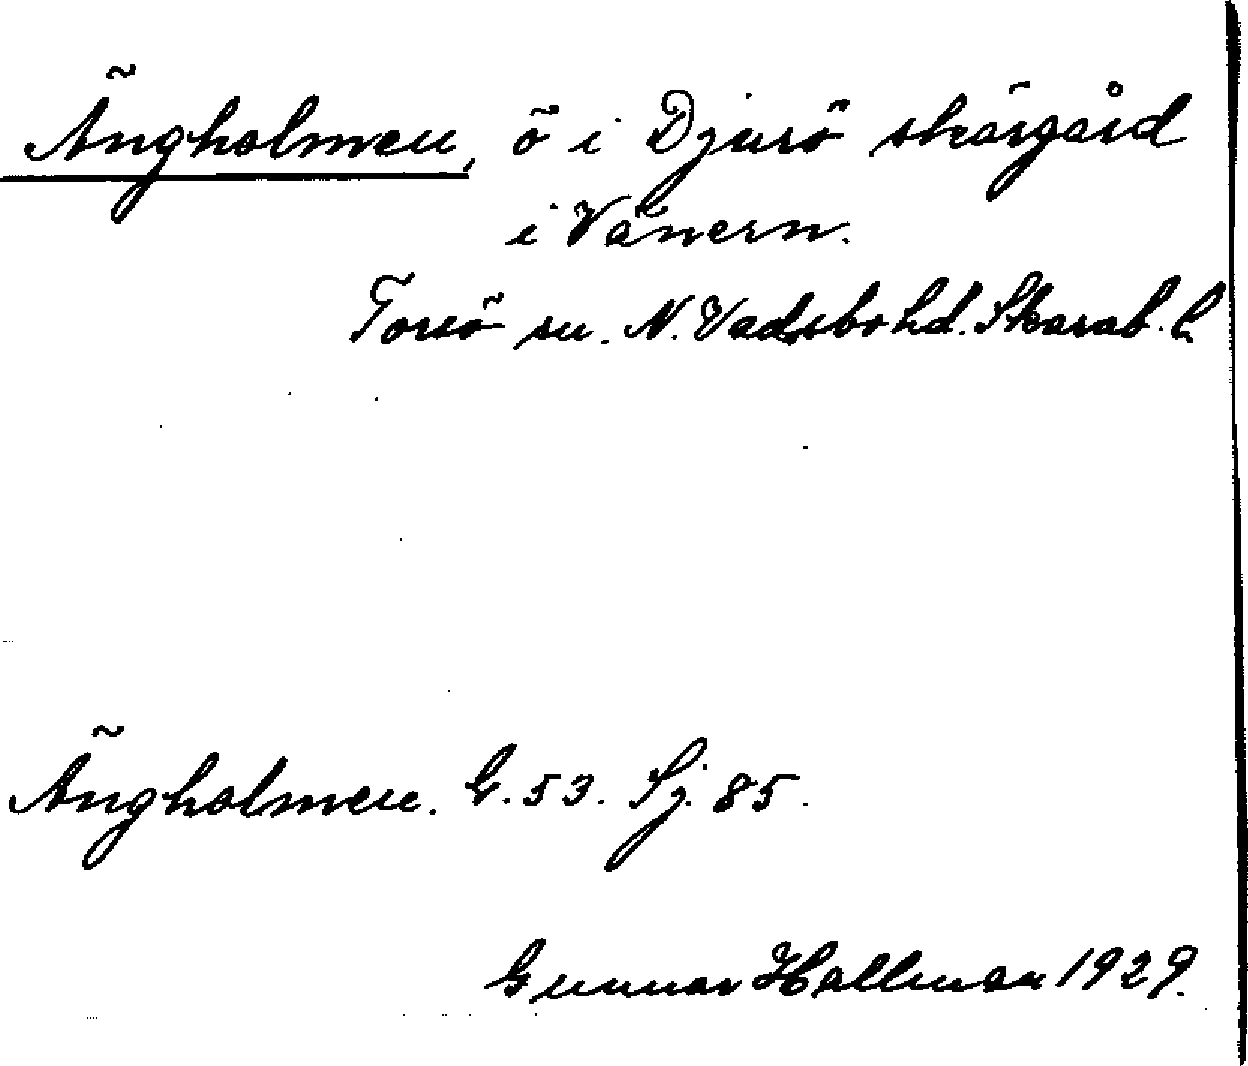 Ängholmen, ö i Djurö skärgård
i Vänern.
Torsö sn. N. Vadsbo hd. Skarab. l.
Ängholmen. G. 53. Sj. 85.
Gunnar Hallman 1929.